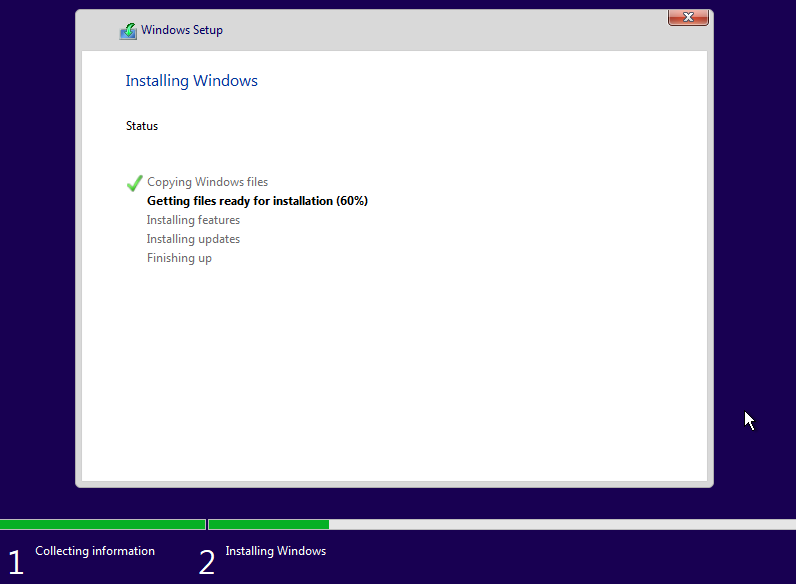 Windows Setup
Installing Windows
Status
Copying Windows files
Getting files ready for installation (60%)
Installing features
Installing updates
Finishing up
1 Collecting information 2 Installing Windows